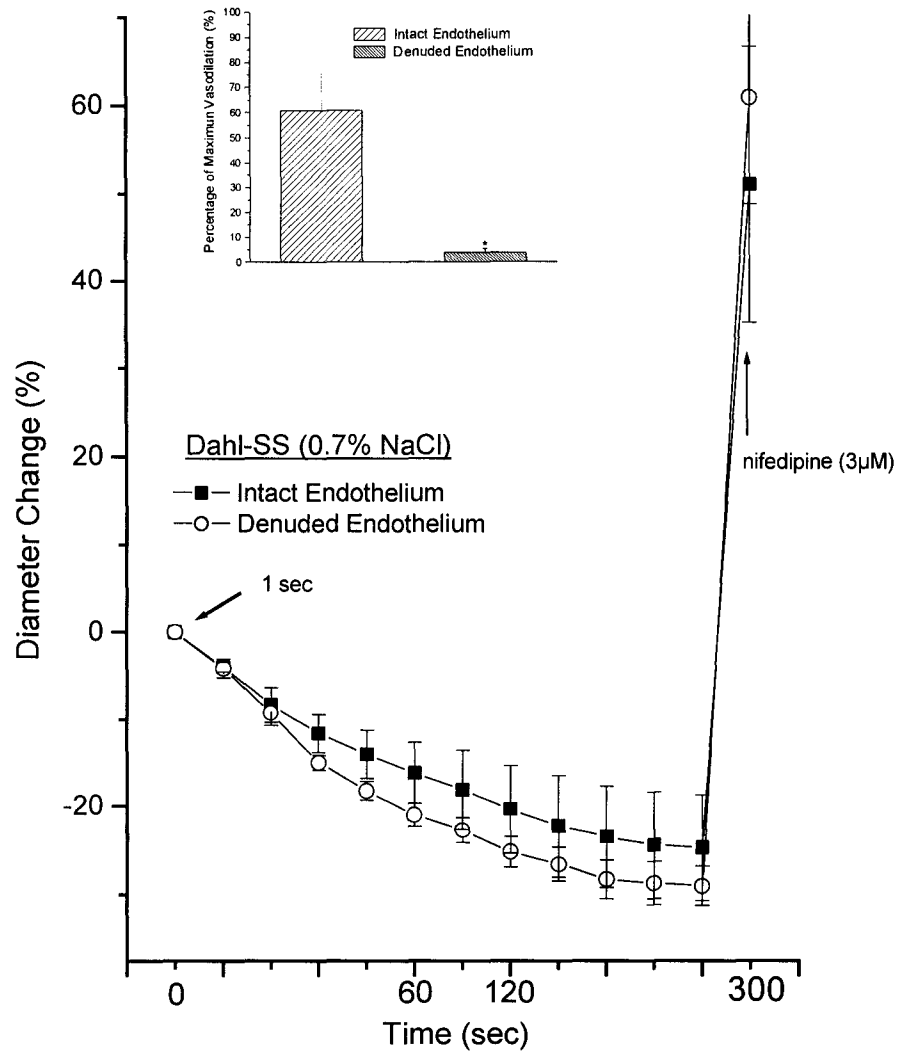 100
90
80
70
60
50
40
30
20
10
0
Percentage of Maximun Vasodilation (%)
Intact Endothelium
Denuded Endothelium
*
60
40
20
0
-20
Diameter Change (%)
Dahl-SS (0.7% NaCl)
Intact Endothelium
Denuded Endothelium
1 sec
nifedipine (3µM)
0
60
120
300
Time (sec)